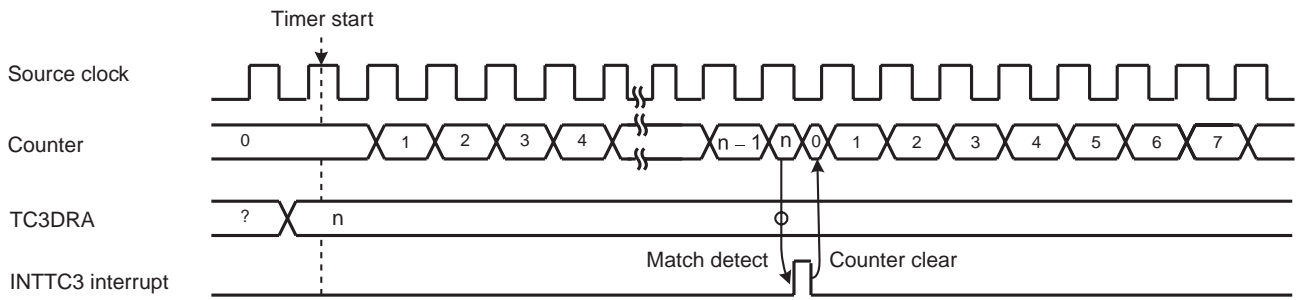 Timer start
Source clock
Counter 0 1 2 3 4 n – 1 n 0 1 2 3 4 5 6 7
TC3DRA ? n
Match detect Counter clear
INTTC3 interrupt